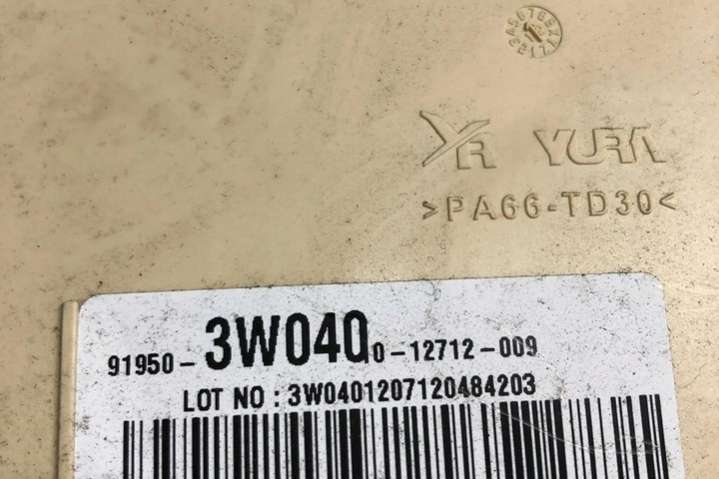 YR YURA
>PA66-TD30<
91950-3W040 0-12712-009
LOT NO : 3W0401207120484203